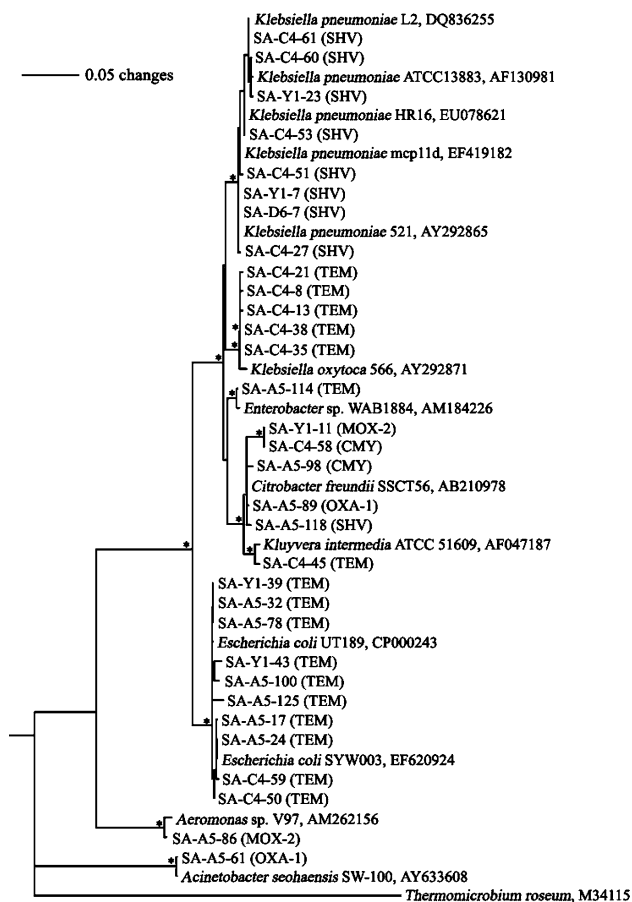 Klebsiella pneumoniae L2, DQ836255
SA-C4-61 (SHV)
SA-C4-60 (SHV)
0.05 changes
Klebsiella pneumoniae ATCC13883, AF130981
SA-Y1-23 (SHV)
Klebsiella pneumoniae HR16, EU078621
SA-C4-53 (SHV)
Klebsiella pneumoniae mcp11d, EF419182
SA-C4-51 (SHV)
*
SA-Y1-7 (SHV)
SA-D6-7 (SHV)
Klebsiella pneumoniae 521, AY292865
SA-C4-27 (SHV)
SA-C4-21 (TEM)
SA-C4-8 (TEM)
SA-C4-13 (TEM)
*
SA-C4-38 (TEM)
*
SA-C4-35 (TEM)
*
Klebsiella oxytoca 566, AY292871
SA-A5-114 (TEM)
*
Enterobacter sp. WAB1884, AM184226
SA-Y1-11 (MOX-2)
*
SA-C4-58 (CMY)
SA-A5-98 (CMY)
Citrobacter freundii SSCT56, AB210978
SA-A5-89 (OXA-1)
*
SA-A5-118 (SHV)
*
Kluyvera intermedia ATCC 51609, AF047187
*
SA-C4-45 (TEM)
SA-Y1-39 (TEM)
SA-A5-32 (TEM)
SA-A5-78 (TEM)
Escherichia coli UT189, CP000243
SA-Y1-43 (TEM)
SA-A5-100 (TEM)
SA-A5-125 (TEM)
*
SA-A5-17 (TEM)
SA-A5-24 (TEM)
Escherichia coli SYW003, EF620924
SA-C4-59 (TEM)
SA-C4-50 (TEM)
*
Aeromonas sp. V97, AM262156
SA-A5-86 (MOX-2)
*
SA-A5-61 (OXA-1)
Acinetobacter seohaensis SW-100, AY633608
Thermomicrobium roseum, M34115